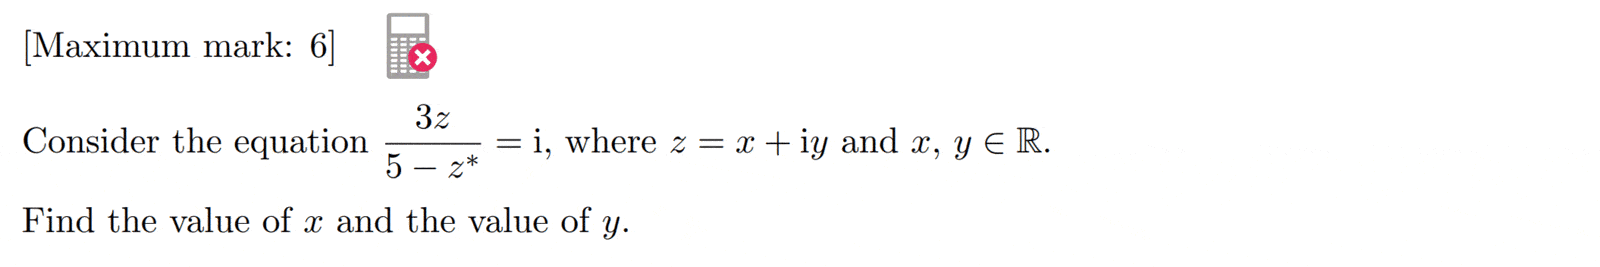 [Maximum mark: 6]
Consider the equation \frac{3z}{5 - z^*} = i, where z = x + iy and x, y ∈ ℝ.
Find the value of x and the value of y.